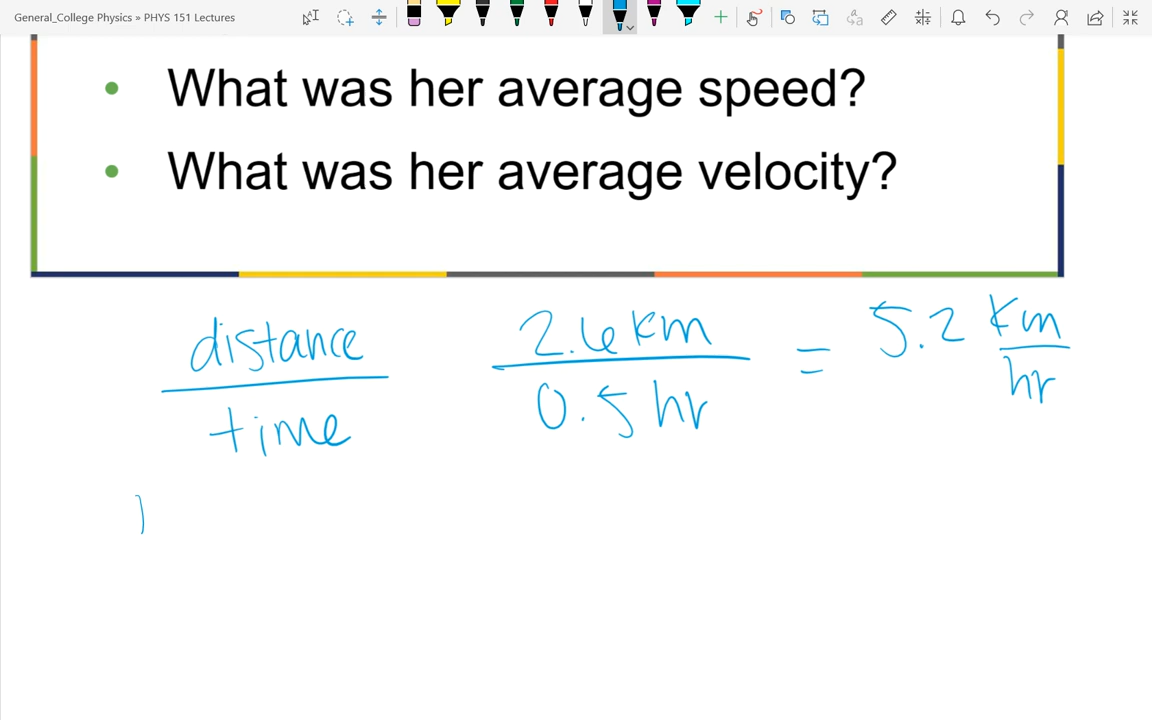 General_College Physics » PHYS 151 Lectures
• What was her average speed?
• What was her average velocity?
distance
time
2.6 km
0.5 hr
= 5.2 km
hr